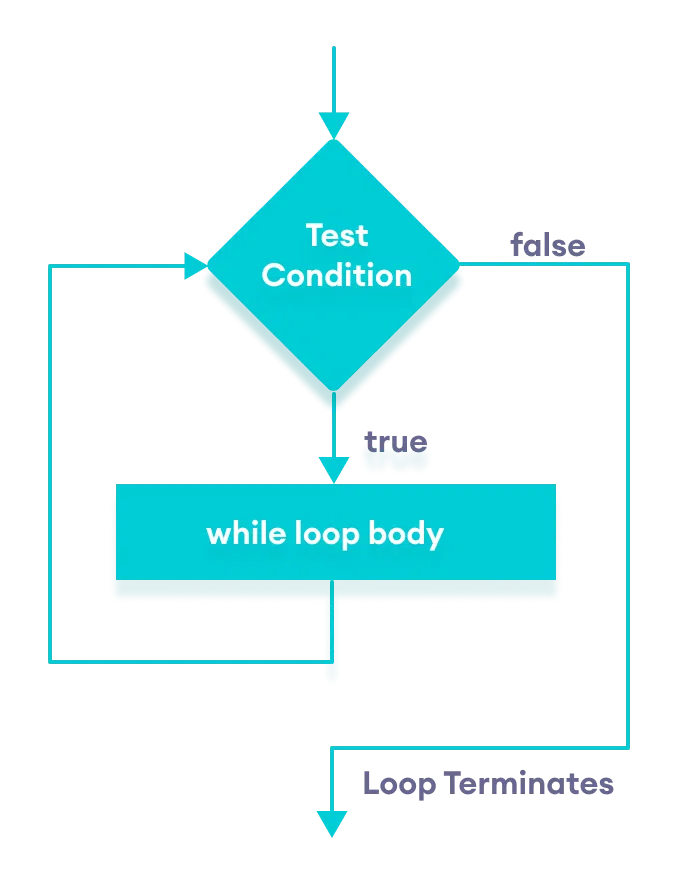 Test
Condition
false
true
while loop body
Loop Terminates